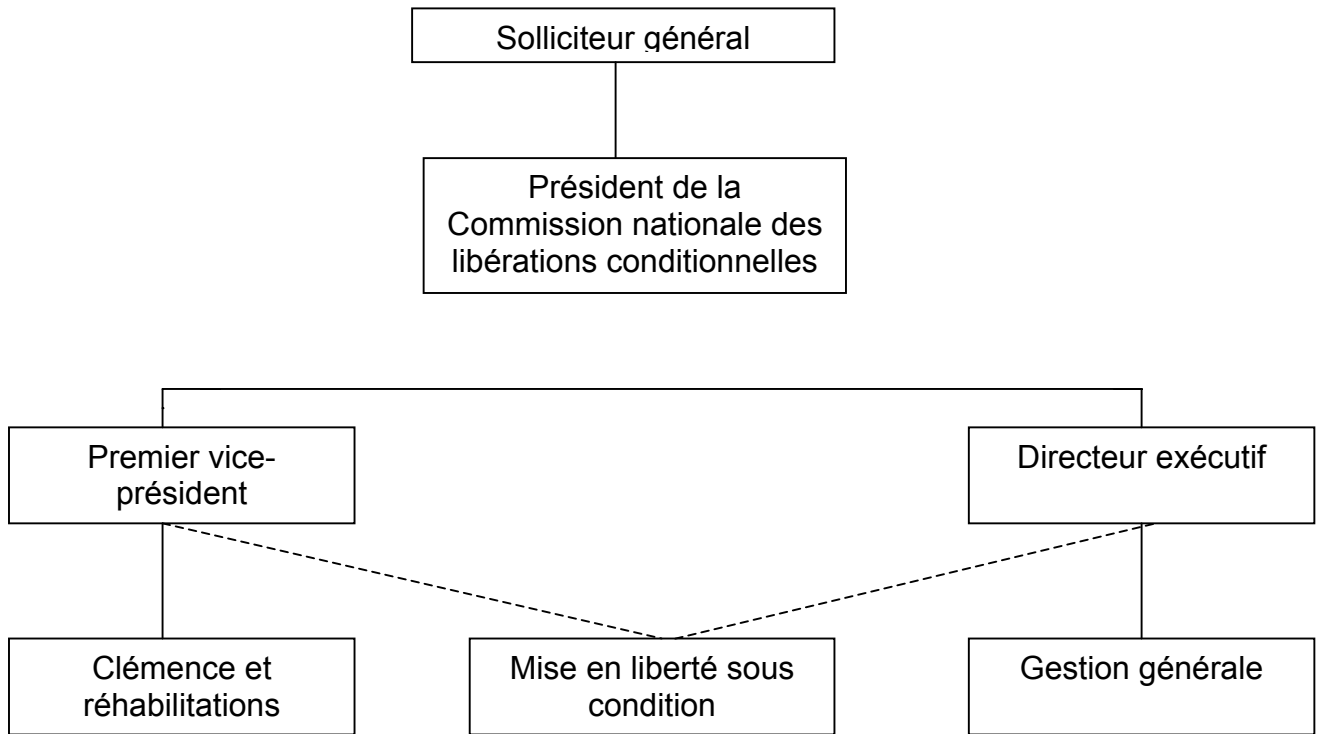 Solliciteur général
Président de la
Commission nationale des
libérations conditionnelles
Premier vice-
président
Directeur exécutif
Clémence et
réhabilitations
Mise en liberté sous
condition
Gestion générale